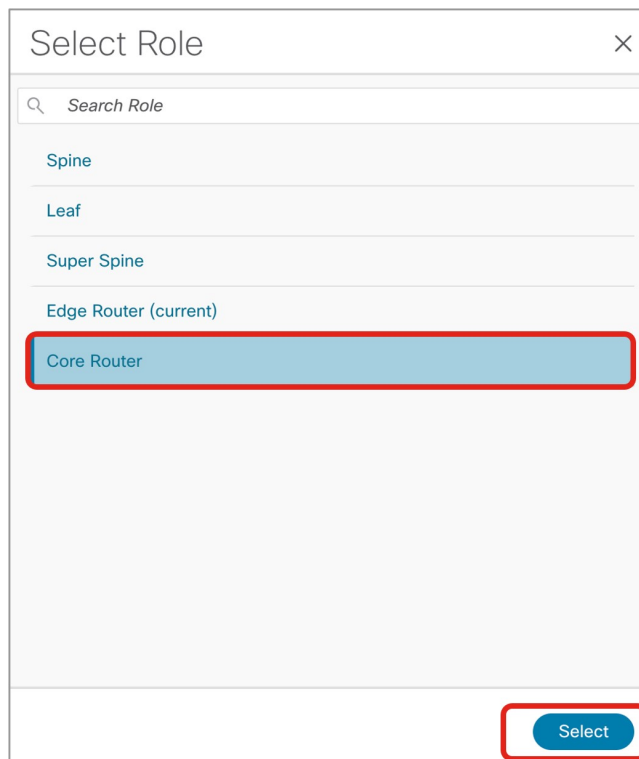 Select Role
Search Role
Spine
Leaf
Super Spine
Edge Router (current)
Core Router
Select